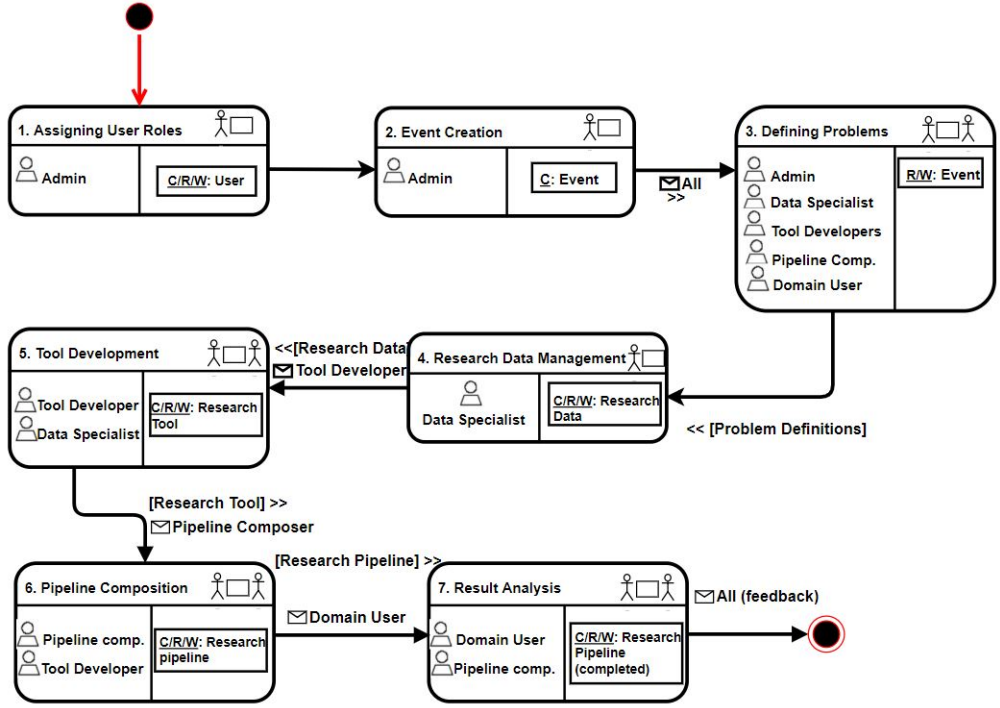 1. Assigning User Roles
Admin
C/R/W: User
2. Event Creation
Admin
C: Event
All
>>
3. Defining Problems
Admin
Data Specialist
Tool Developers
Pipeline Comp.
Domain User
R/W: Event
5. Tool Development
Tool Developer
Data Specialist
C/R/W: Research
Tool
<<[Research Data]
Tool Developer
4. Research Data Management
Data Specialist
C/R/W: Research
Data
<< [Problem Definitions]
[Research Tool] >>
Pipeline Composer
6. Pipeline Composition
Pipeline comp.
Tool Developer
C/R/W: Research
pipeline
[Research Pipeline] >>
Domain User
7. Result Analysis
Domain User
Pipeline comp.
C/R/W: Research
Pipeline
(completed)
All (feedback)